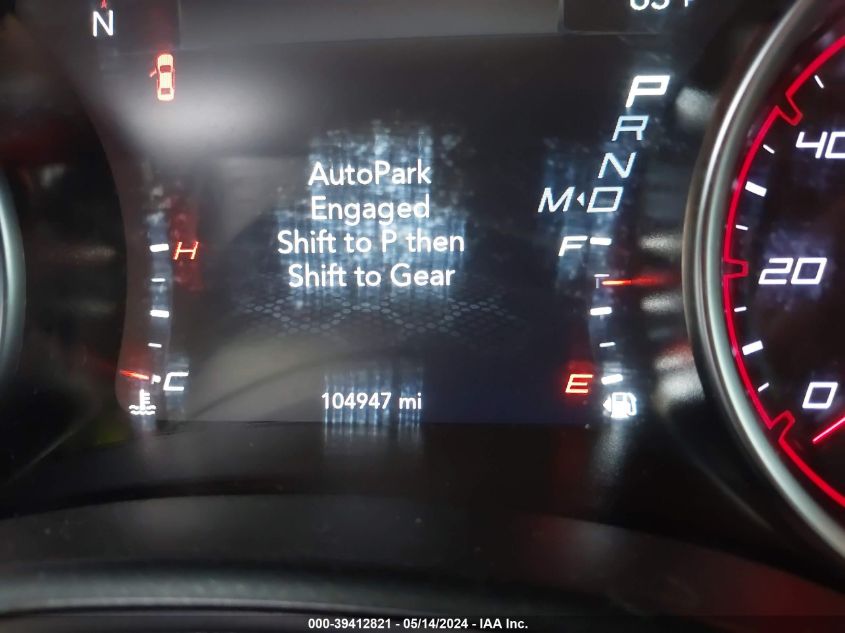 N
P
R
N
M◂D
AutoPark
Engaged
Shift to P then
Shift to Gear
H
C
F
E
104947 mi
40
20
0
000-39412821 - 05/14/2024 - IAA Inc.